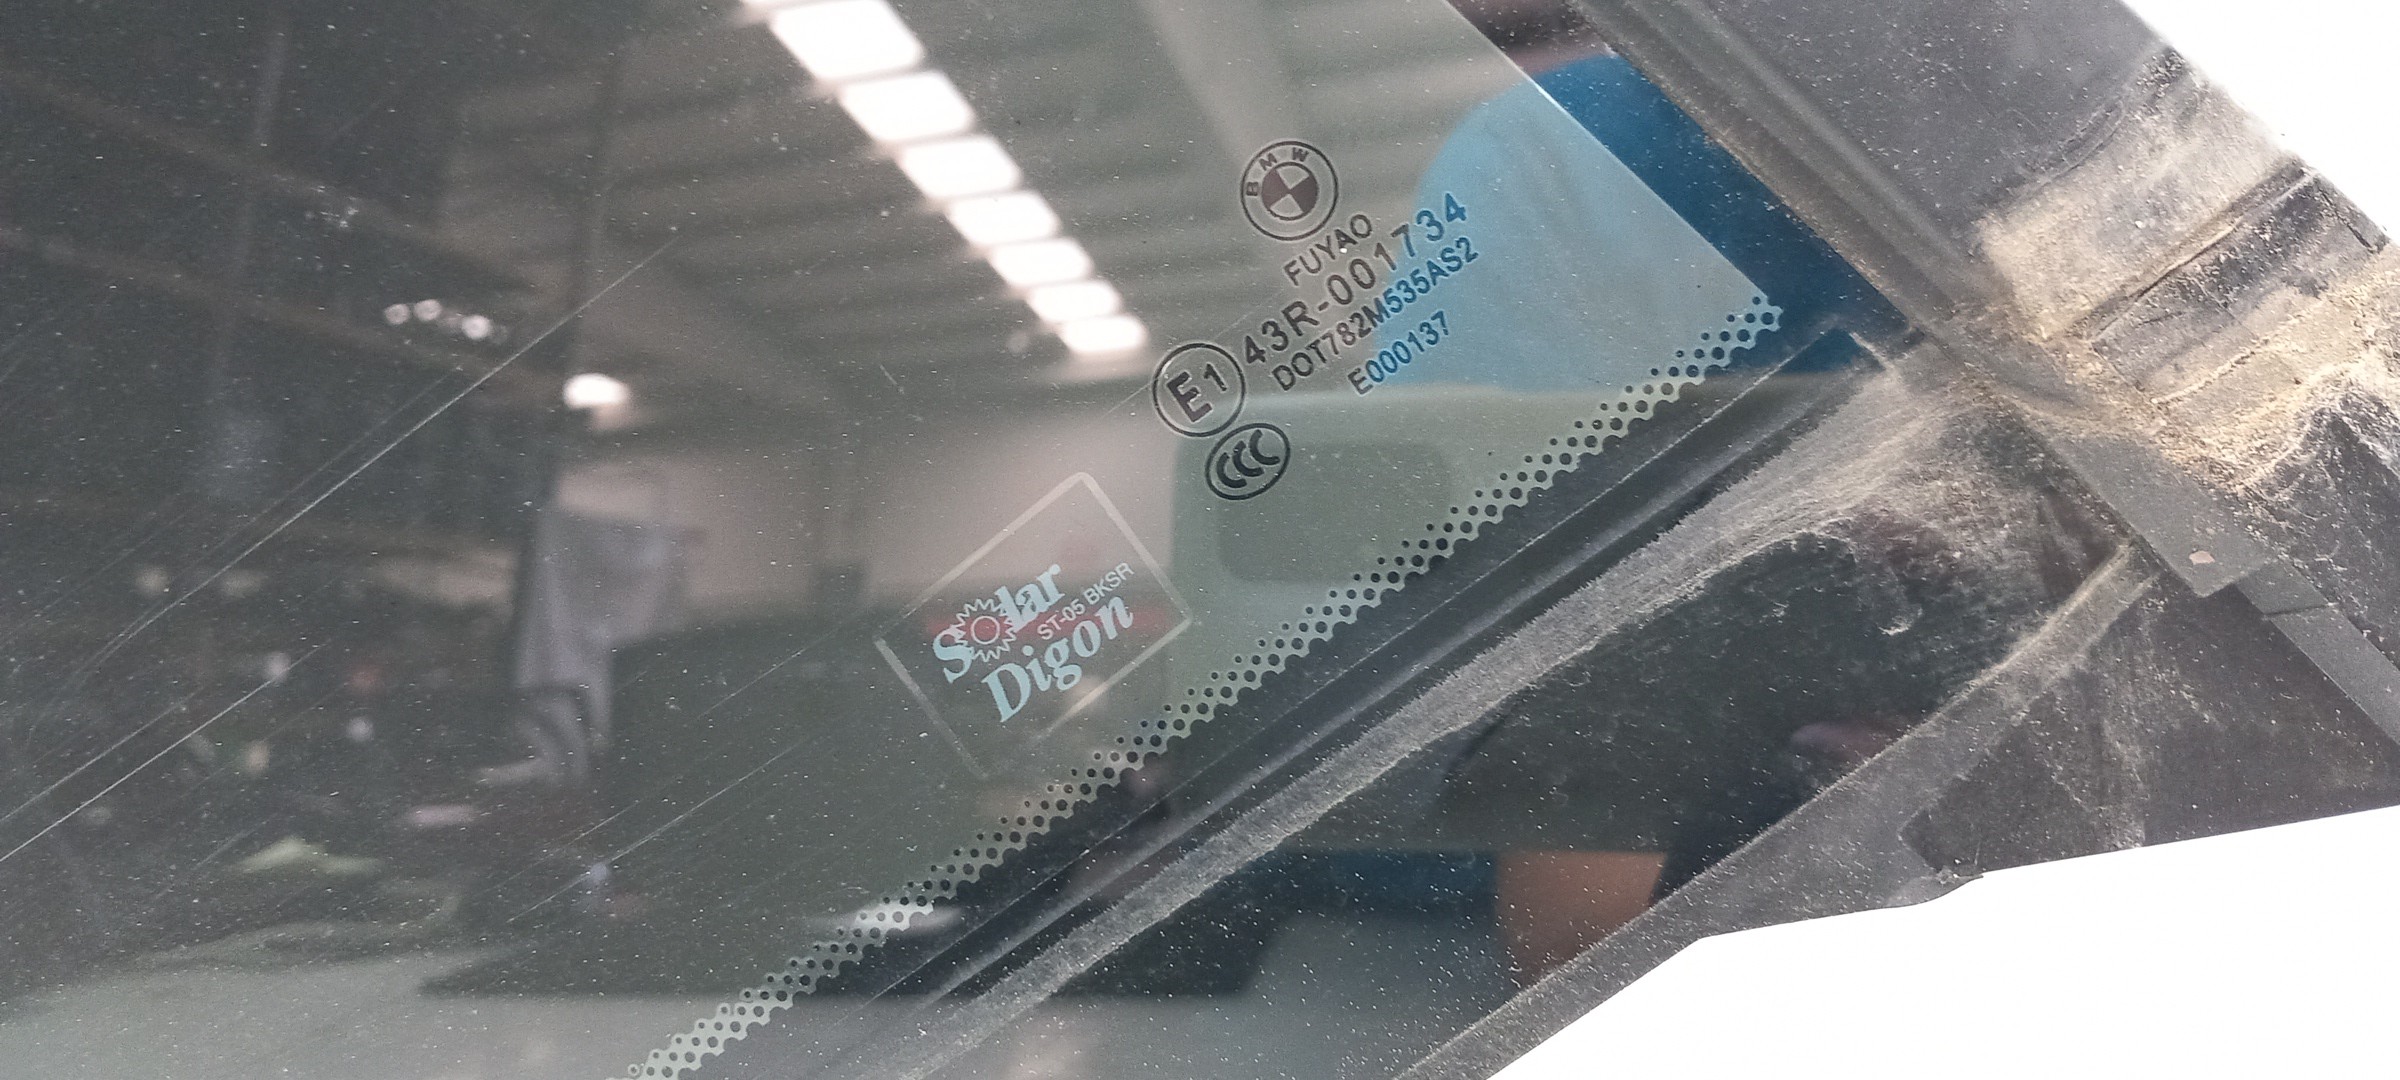 BMW
FUYAO
E1 43R-001734
DOT782M535AS2
E000137
CCC
Solar
ST-05 BKSR
Digon